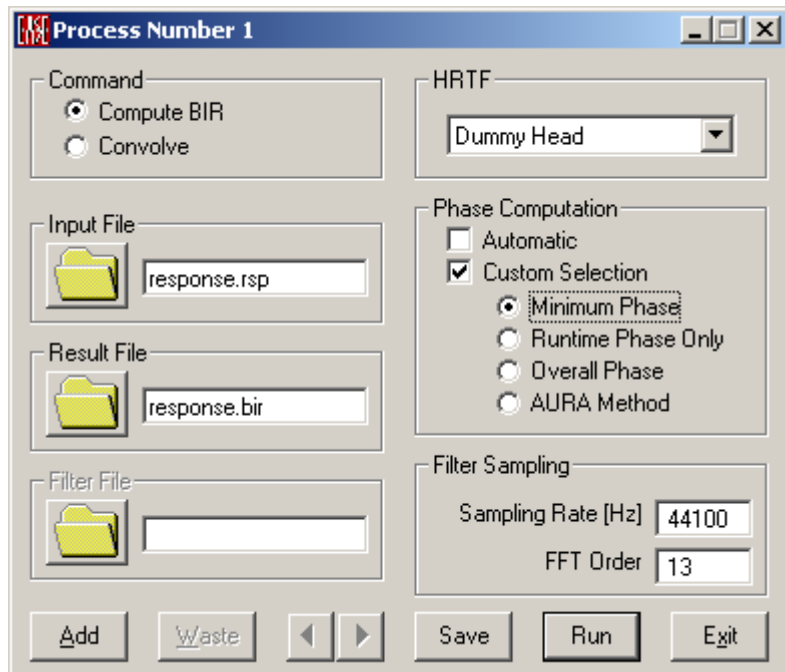 EASE
Process Number 1
Command
Compute BIR
Convolve
HRTF
Dummy Head
Input File
response.rsp
Result File
response.bir
Filter File
Phase Computation
Automatic
Custom Selection
Minimum Phase
Runtime Phase Only
Overall Phase
AURA Method
Filter Sampling
Sampling Rate [Hz] 44100
FFT Order 13
Add Waste Save Run Exit